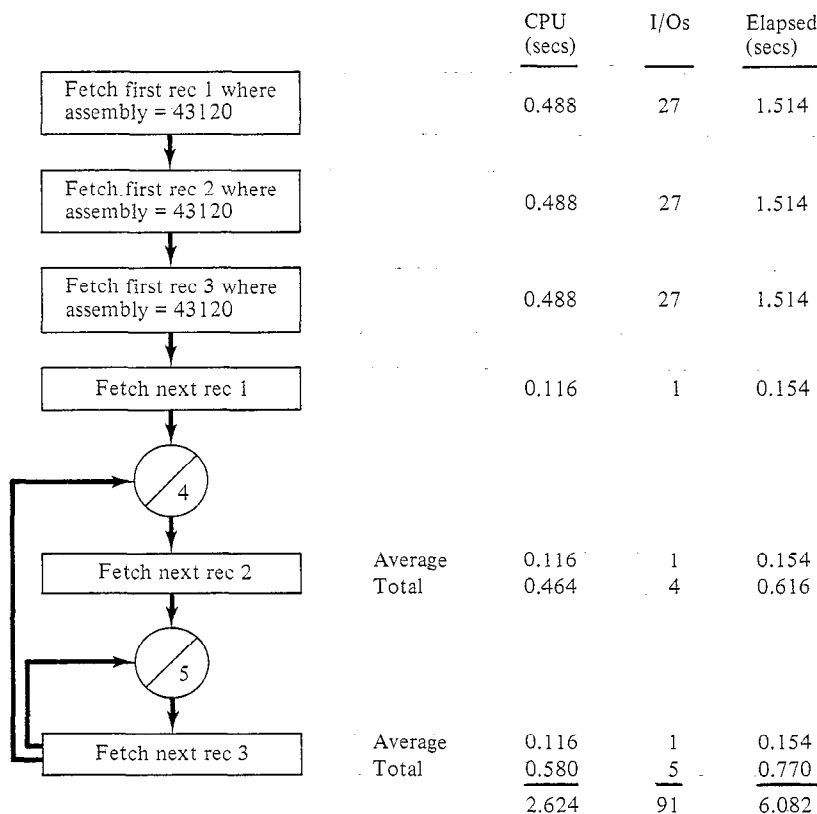 CPU I/Os Elapsed
(secs) (secs)
Fetch first rec 1 where
assembly = 43120
0.488 27 1.514
Fetch first rec 2 where
assembly = 43120
0.488 27 1.514
Fetch first rec 3 where
assembly = 43120
0.488 27 1.514
Fetch next rec 1
0.116 1 0.154
4
Fetch next rec 2
Average 0.116 1 0.154
Total 0.464 4 0.616
5
Fetch next rec 3
Average 0.116 1 0.154
Total 0.580 5 0.770
2.624 91 6.082